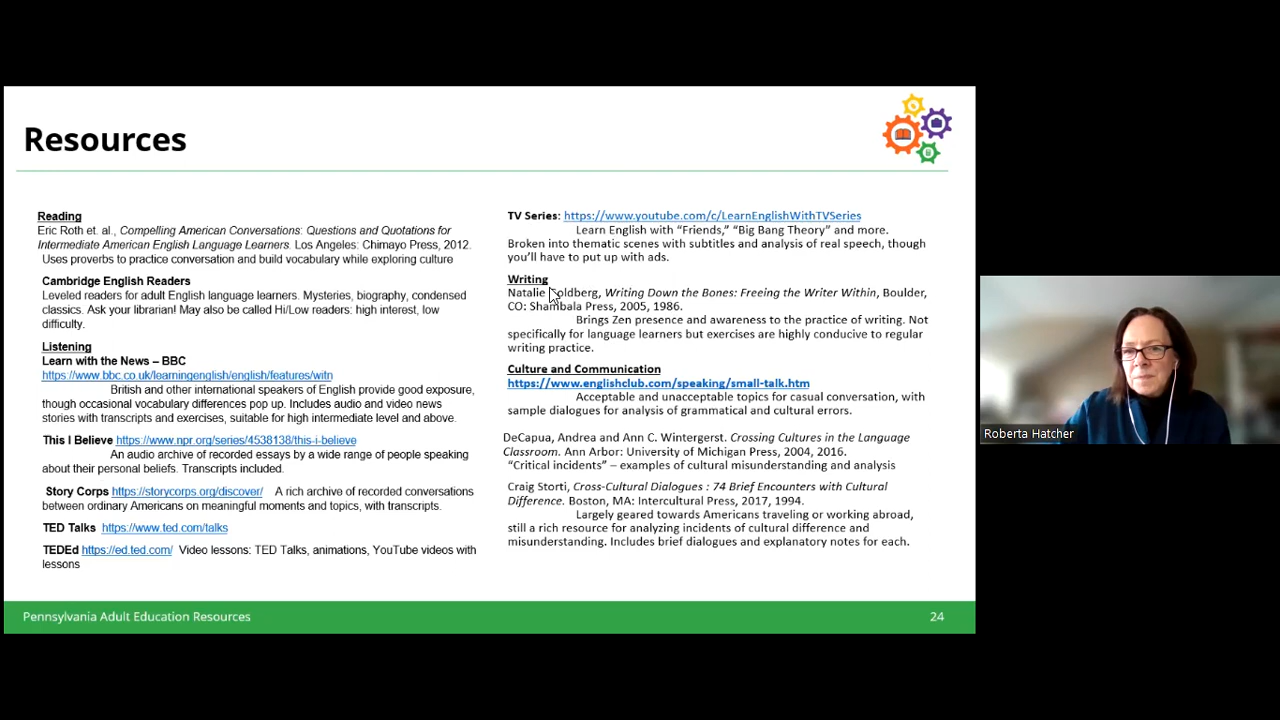 Resources
Reading
Eric Roth et. al., Compelling American Conversations: Questions and Quotations for
Intermediate American English Language Learners. Los Angeles: Chimayo Press, 2012.
Uses proverbs to practice conversation and build vocabulary while exploring culture
Cambridge English Readers
Leveled readers for adult English language learners. Mysteries, biography, condensed
classics. Ask your librarian! May also be called Hi/Low readers: high interest, low
difficulty.
Listening
Learn with the News – BBC
https://www.bbc.co.uk/learningenglish/english/features/witn
British and other international speakers of English provide good exposure,
though occasional vocabulary differences pop up. Includes audio and video news
stories with transcripts and exercises, suitable for high intermediate level and above.
This I Believe https://www.npr.org/series/4538138/this-i-believe
An audio archive of recorded essays by a wide range of people speaking
about their personal beliefs. Transcripts included.
Story Corps https://storycorps.org/discover/ A rich archive of recorded conversations
between ordinary Americans on meaningful moments and topics, with transcripts.
TED Talks https://www.ted.com/talks
TEDEd https://ed.ted.com/ Video lessons: TED Talks, animations, YouTube videos with
lessons
TV Series: https://www.youtube.com/c/LearnEnglishWithTVSeries
Learn English with “Friends,” “Big Bang Theory” and more.
Broken into thematic scenes with subtitles and analysis of real speech, though
you’ll have to put up with ads.
Writing
Natalie Goldberg, Writing Down the Bones: Freeing the Writer Within, Boulder,
CO: Shambala Press, 2005, 1986.
Brings Zen presence and awareness to the practice of writing. Not
specifically for language learners but exercises are highly conducive to regular
writing practice.
Culture and Communication
https://www.englishclub.com/speaking/small-talk.htm
Acceptable and unacceptable topics for casual conversation, with
sample dialogues for analysis of grammatical and cultural errors.
DeCapua, Andrea and Ann C. Wintergerst. Crossing Cultures in the Language
Classroom. Ann Arbor: University of Michigan Press, 2004, 2016.
“Critical incidents” – examples of cultural misunderstanding and analysis
Craig Storti, Cross-Cultural Dialogues : 74 Brief Encounters with Cultural
Difference. Boston, MA: Intercultural Press, 2017, 1994.
Largely geared towards Americans traveling or working abroad,
still a rich resource for analyzing incidents of cultural difference and
misunderstanding. Includes brief dialogues and explanatory notes for each.
Roberta Hatcher
Pennsylvania Adult Education Resources
24